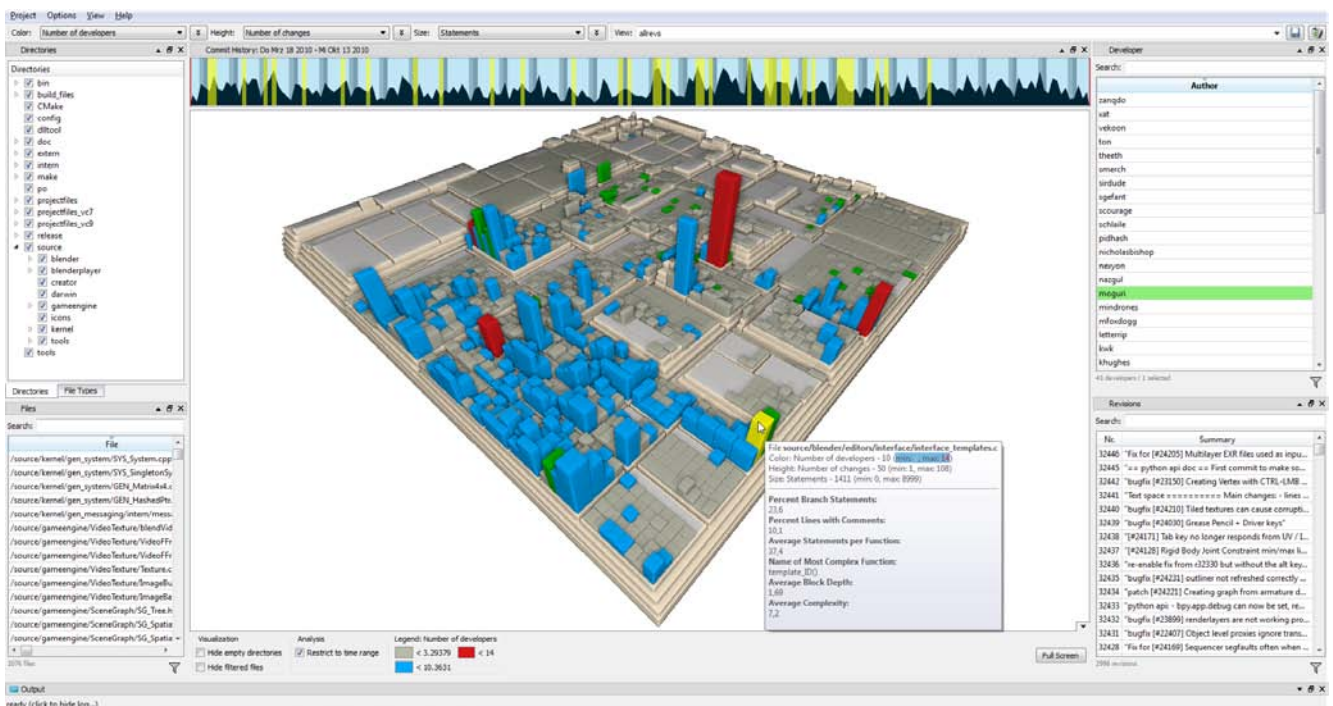 Project Options View Help
Color: Number of developers Height: Number of changes Size: Statements View: allrevs
Directories
Commit History: Do Mrz 18 2010 - Mi Okt 13 2010
Developer
Directories
bin
build_files
CMake
config
doc
extern
intern
make
po
projectfiles
projectfiles_vc7
projectfiles_vc9
release
source
blender
blenderplayer
creator
darwin
gameengine
icons
kernel
tools
tools
Directories File Types
Files
Search:
File
/source/kernel/gen_system/SYS_System.cpp
/source/kernel/gen_system/SYS_SingletonSy
/source/kernel/gen_system/GEN_Matrix4x4.c
/source/kernel/gen_system/GEN_HashedPtr.
/source/kernel/gen_messaging/intern/messa
/source/gameengine/VideoTexture/blendVid
/source/gameengine/VideoTexture/VideoFFr
/source/gameengine/VideoTexture/VideoFFr
/source/gameengine/VideoTexture/Texture.c
/source/gameengine/VideoTexture/ImageBu
/source/gameengine/VideoTexture/ImageBa
/source/gameengine/SceneGraph/SG_Tree.h
/source/gameengine/SceneGraph/SG_Spatia
/source/gameengine/SceneGraph/SG_Spatia
File source/blender/editors/interface/interface_templates.c
Color: Number of developers - 10 (min: , max: 14)
Height: Number of changes - 50 (min: 1, max: 108)
Size: Statements - 1411 (min: 0, max: 8999)
Percent Branch Statements:
23,6
Percent Lines with Comments:
10,1
Average Statements per Function:
37,4
Name of Most Complex Function:
template_ID()
Average Block Depth:
1,69
Average Complexity:
7,2
Visualization
Hide empty directories
Hide filtered files
Analysis
Restrict to time range
Legend: Number of developers
< 3.29379 < 14
< 10.3631
Full Screen
Search:
Author
zanqdo
xat
vekoon
ton
theeth
smerch
sirdude
sgefant
scourage
schlaile
pidhash
nicholasbishop
nexyon
nazgul
moguri
mindrones
mfoxdogg
letterrip
kwk
khughes
45 developers / 1 selected
Revisions
Search:
Nr. Summary
32446 "Fix for [#24205] Multilayer EXR files used as inpu...
32445 "== python api doc == First commit to make so...
32442 "bugfix [#23150] Creating Vertex with CTRL-LMB ...
32441 "Text space ========== Main changes: - lines ...
32440 "bugfix [#24210] Tiled textures can cause corrupti...
32439 "bugfix [#24030] Grease Pencil + Driver keys"
32438 "[#24171] Tab key no longer responds from UV / I...
32437 "[#24128] Rigid Body Joint Constraint min/max li...
32436 "re-enable fix from r32330 but without the alt key...
32435 "bugfix [#24231] outliner not refreshed correctly ...
32434 "patch [#24221] Creating graph from armature d...
32433 "python api - bpy.app.debug can now be set, re...
32432 "bugfix [#23899] renderlayers are not working pro...
32431 "bugfix [#22407] Object level proxies ignore trans...
32428 "Fix for [#24169] Sequencer segfaults often when ...
Output
ready (click to hide log...)